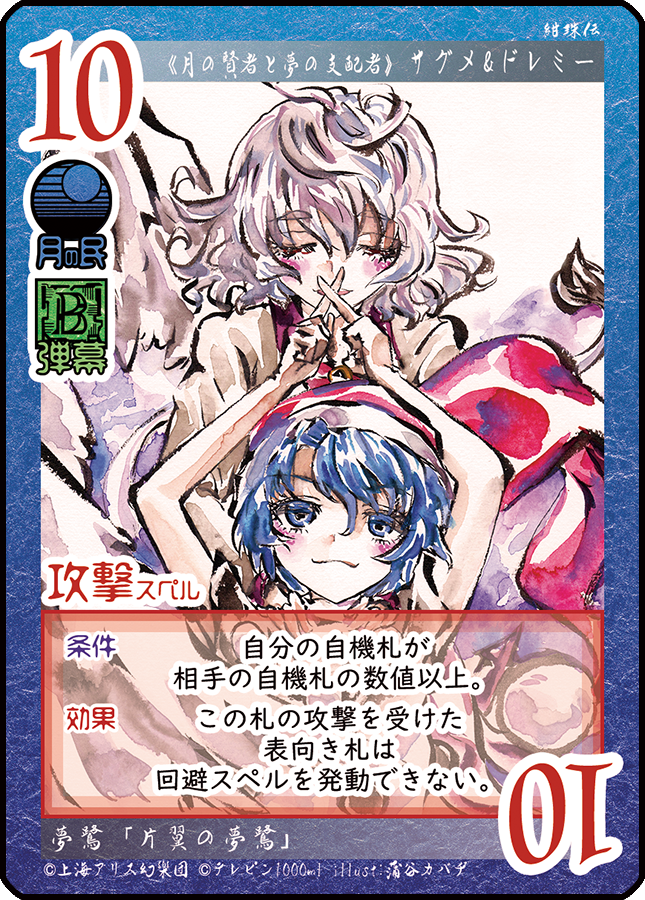 紺珠伝
10
《月の賢者と夢の支配者》サグメ&ドレミー
月の民
B
弾幕
攻撃スペル
条件
自分の自機札が
相手の自機札の数値以上。
効果
この札の攻撃を受けた
表向き札は
回避スペルを発動できない。
10
夢鷺「片翼の夢鷺」
©上海アリス幻樂団 ©テレピン1000ml illust:蒲谷カバヂ